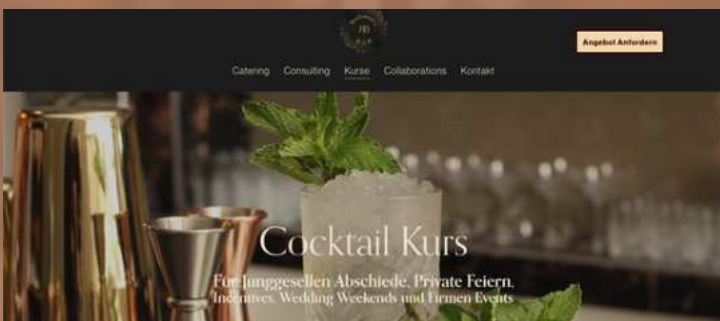 Angebot Anfordern
Catering Consulting Kurse Collaborations Kontakt
Cocktail Kurs
Für Junggesellen Abschiede, Private Feiern,
Incentives, Wedding Weekends und Firmen Events